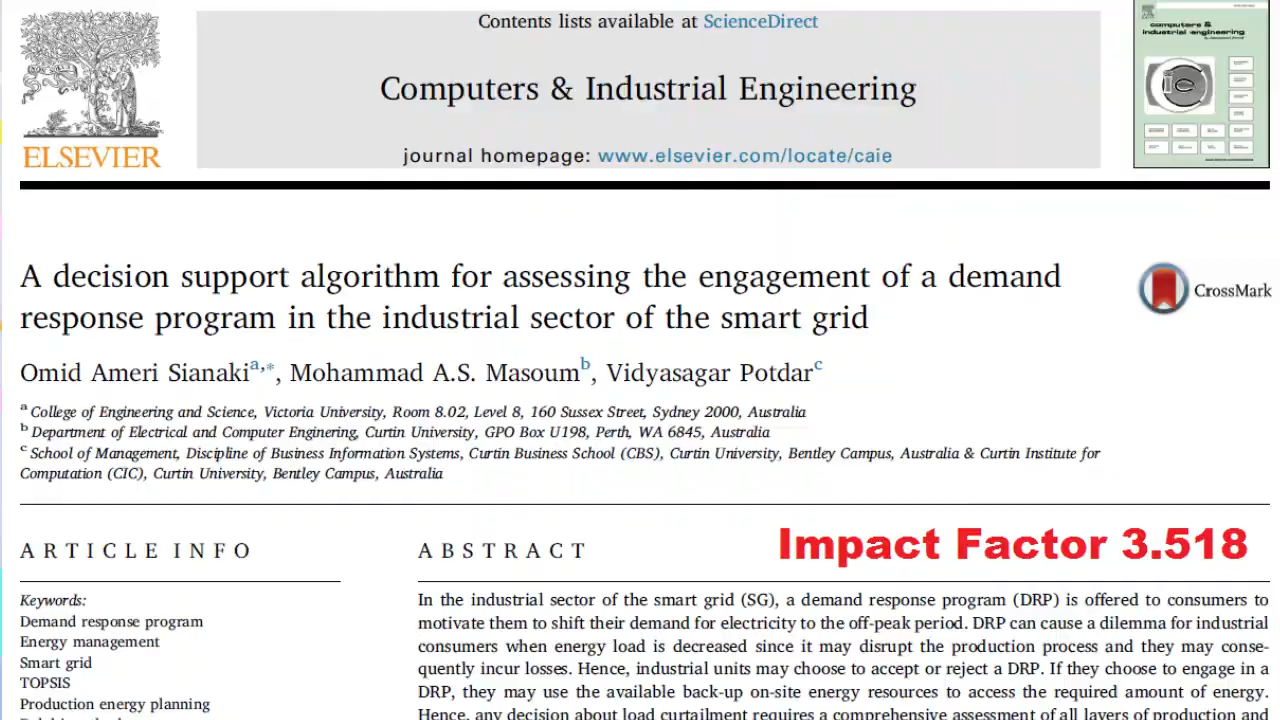 Contents lists available at ScienceDirect
Computers & Industrial Engineering
journal homepage: www.elsevier.com/locate/caie
ELSEVIER
computers &
industrial engineering
A decision support algorithm for assessing the engagement of a demand
response program in the industrial sector of the smart grid
CrossMark
Omid Ameri Sianaki a,*, Mohammad A.S. Masoum b, Vidyasagar Potdar c
a College of Engineering and Science, Victoria University, Room 8.02, Level 8, 160 Sussex Street, Sydney 2000, Australia
b Department of Electrical and Computer Enginering, Curtin University, GPO Box U198, Perth, WA 6845, Australia
c School of Management, Discipline of Business Information Systems, Curtin Business School (CBS), Curtin University, Bentley Campus, Australia & Curtin Institute for
Computation (CIC), Curtin University, Bentley Campus, Australia
ARTICLE INFO
Keywords:
Demand response program
Energy management
Smart grid
TOPSIS
Production energy planning
ABSTRACT
Impact Factor 3.518
In the industrial sector of the smart grid (SG), a demand response program (DRP) is offered to consumers to
motivate them to shift their demand for electricity to the off-peak period. DRP can cause a dilemma for industrial
consumers when energy load is decreased since it may disrupt the production process and they may conse-
quently incur losses. Hence, industrial units may choose to accept or reject a DRP. If they choose to engage in a
DRP, they may use the available back-up on-site energy resources to access the required amount of energy.
Hence, any decision about load curtailment requires a comprehensive assessment of all layers of production and